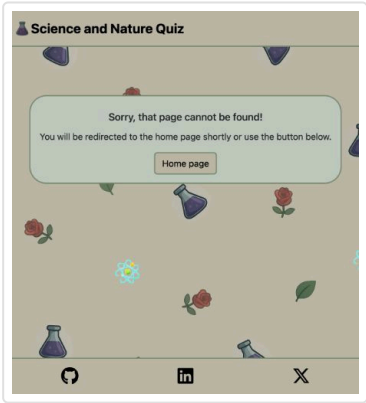 Science and Nature Quiz
Sorry, that page cannot be found!
You will be redirected to the home page shortly or use the button below.
Home page